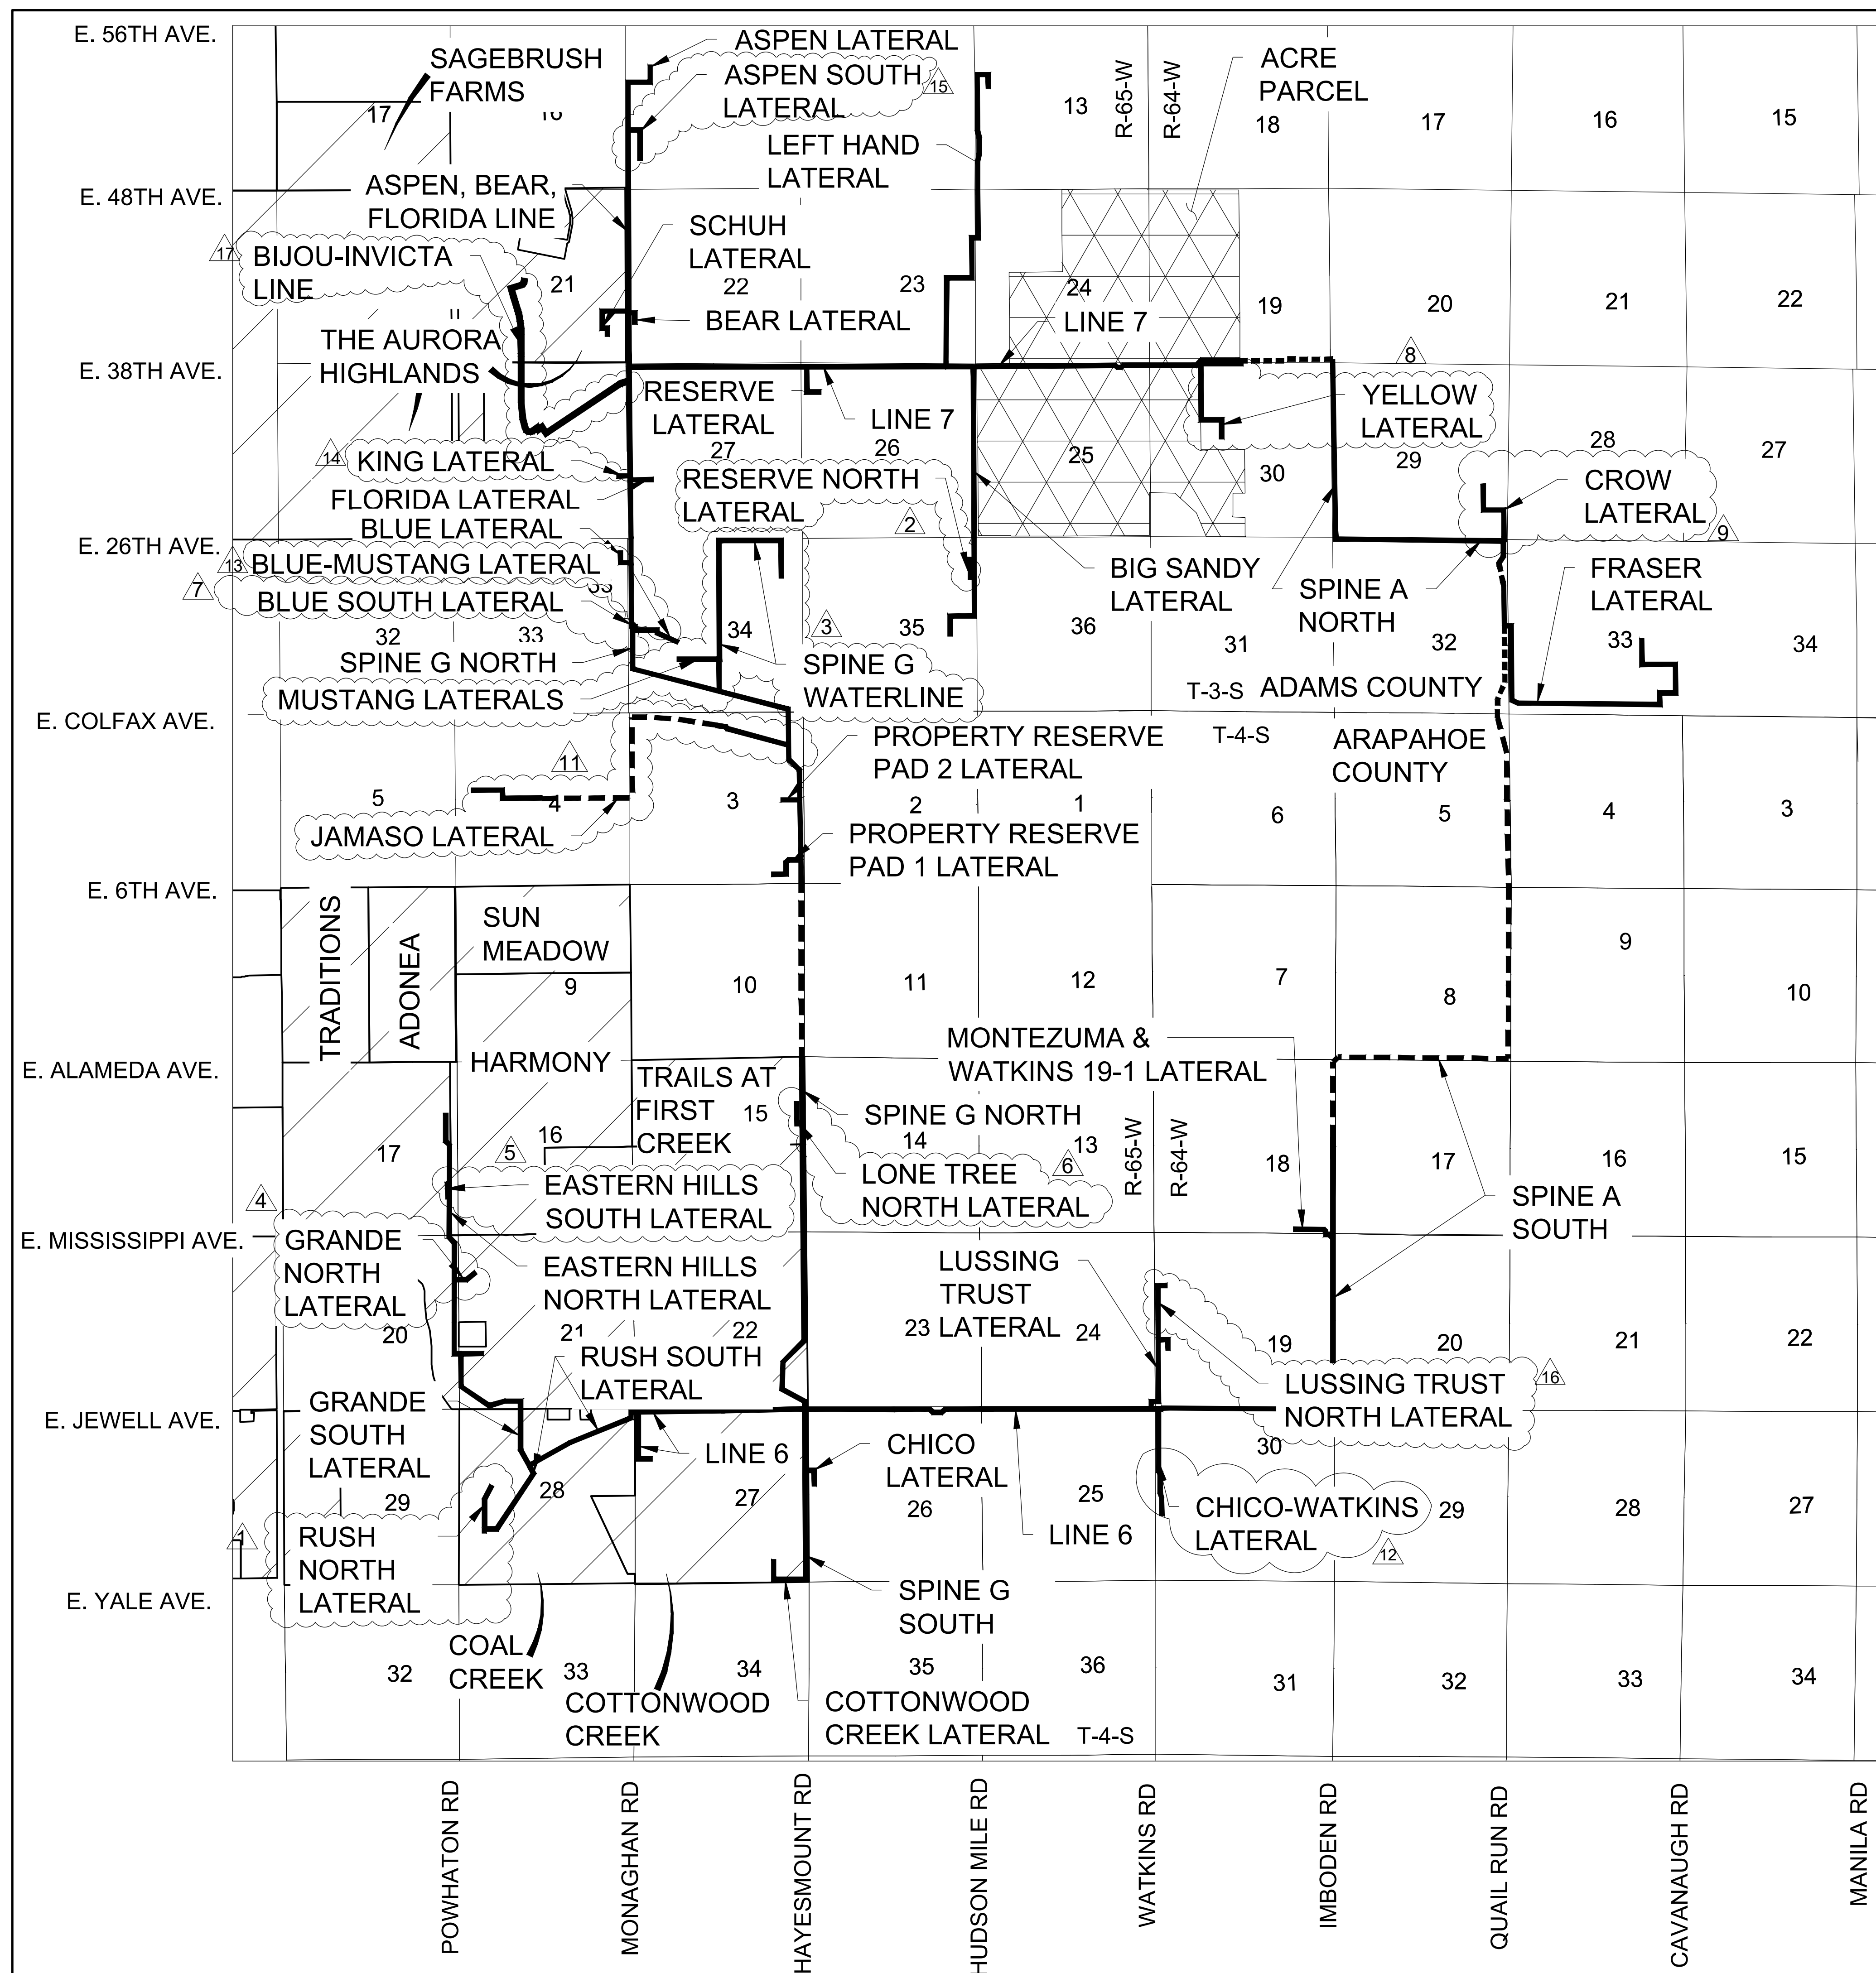 E. 56TH AVE.
SAGEBRUSH
FARMS
17
16
ASPEN LATERAL
ASPEN SOUTH
LATERAL
15
LEFT HAND
LATERAL
13
R-65-W
R-64-W
ACRE
PARCEL
18
17
16
15
E. 48TH AVE.
ASPEN, BEAR,
FLORIDA LINE
17
BIJOU-INVICTA
LINE
21
SCHUH
LATERAL
22
23
24
19
20
21
22
BEAR LATERAL
LINE 7
THE AURORA
HIGHLANDS
E. 38TH AVE.
RESERVE
LATERAL
LINE 7
8
YELLOW
LATERAL
14
KING LATERAL
27
26
25
30
29
28
27
FLORIDA LATERAL
RESERVE NORTH
LATERAL
2
CROW
LATERAL
9
BLUE LATERAL
E. 26TH AVE.
13
BLUE-MUSTANG LATERAL
33
7
BLUE SOUTH LATERAL
BIG SANDY
LATERAL
SPINE A
NORTH
FRASER
LATERAL
32
33
34
3
35
36
31
32
33
34
SPINE G NORTH
SPINE G
WATERLINE
MUSTANG LATERALS
T-3-S
ADAMS COUNTY
E. COLFAX AVE.
T-4-S
ARAPAHOE
COUNTY
PROPERTY RESERVE
PAD 2 LATERAL
11
5
4
3
2
1
6
5
4
3
JAMASO LATERAL
PROPERTY RESERVE
PAD 1 LATERAL
E. 6TH AVE.
TRADITIONS
ADONEA
SUN
MEADOW
9
10
11
12
7
8
9
10
MONTEZUMA &
WATKINS 19-1 LATERAL
HARMONY
E. ALAMEDA AVE.
TRAILS AT
FIRST
CREEK
15
SPINE G NORTH
14
13
R-65-W
R-64-W
17
5
16
18
17
16
15
LONE TREE
NORTH LATERAL
6
4
EASTERN HILLS
SOUTH LATERAL
SPINE A
SOUTH
E. MISSISSIPPI AVE.
GRANDE
NORTH
LATERAL
EASTERN HILLS
NORTH LATERAL
LUSSING
TRUST
LATERAL
20
21
22
23
24
19
20
21
22
RUSH SOUTH
LATERAL
LUSSING TRUST
NORTH LATERAL
16
E. JEWELL AVE.
GRANDE
SOUTH
LATERAL
LINE 6
CHICO
LATERAL
30
29
28
27
26
25
29
28
27
LINE 6
CHICO-WATKINS
LATERAL
12
1
RUSH
NORTH
LATERAL
E. YALE AVE.
SPINE G
SOUTH
COAL
CREEK
32
33
34
35
36
31
32
33
34
COTTONWOOD
CREEK
COTTONWOOD
CREEK LATERAL
T-4-S
POWHATON RD
MONAGHAN RD
HAYESMOUNT RD
HUDSON MILE RD
WATKINS RD
IMBODEN RD
QUAIL RUN RD
CAVANAUGH RD
MANILA RD